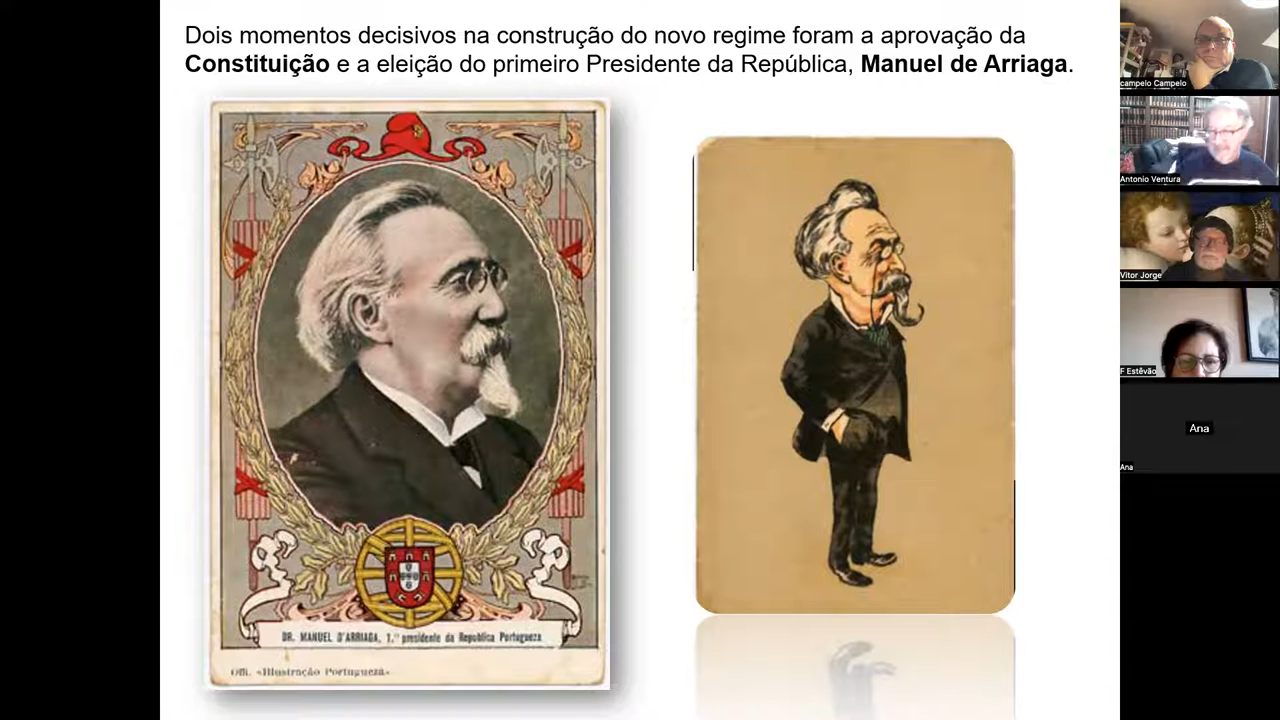 Dois momentos decisivos na construção do novo regime foram a aprovação da
Constituição e a eleição do primeiro Presidente da República, Manuel de Arriaga.
DR. MANUEL D'ARRIAGA, 1.º presidente da Republica Portugueza
Offi. «Illustração Portugueza»
campelo Campelo
Antonio Ventura
Vitor Jorge
F Estêvão
Ana
Ana